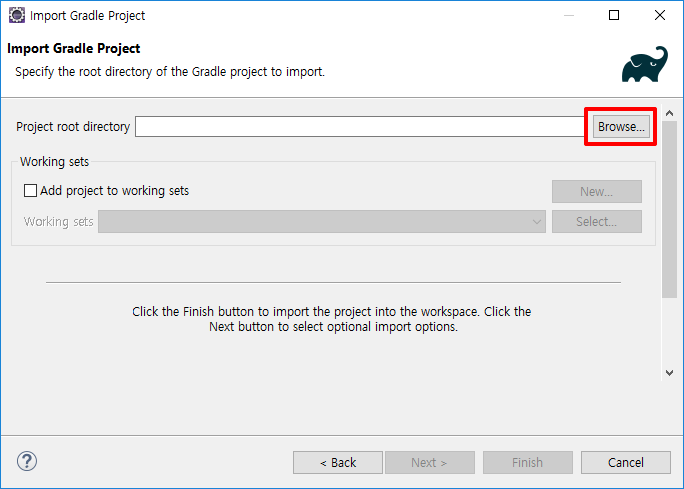 Import Gradle Project
Import Gradle Project
Specify the root directory of the Gradle project to import.
Project root directory
Browse...
Working sets
Add project to working sets
New...
Working sets
Select...
Click the Finish button to import the project into the workspace. Click the
Next button to select optional import options.
?
< Back
Next >
Finish
Cancel